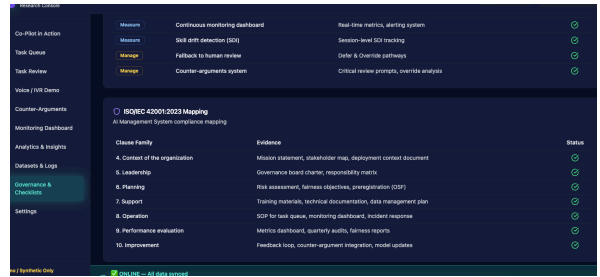 Research Console
Co-Pilot in Action
Task Queue
Task Review
Voice / IVR Demo
Counter-Arguments
Monitoring Dashboard
Analytics & Insights
Datasets & Logs
Governance &
Checklists
Settings
Measure Continuous monitoring dashboard Real-time metrics, alerting system
Measure Skill drift detection (SDI) Session-level SDI tracking
Manage Fallback to human review Defer & Override pathways
Manage Counter-arguments system Critical review prompts, override analysis
ISO/IEC 42001:2023 Mapping
AI Management System compliance mapping
Clause Family Evidence Status
4. Context of the organization Mission statement, stakeholder map, deployment context document
5. Leadership Governance board charter, responsibility matrix
6. Planning Risk assessment, fairness objectives, preregistration (OSF)
7. Support Training materials, technical documentation, data management plan
8. Operation SOP for task queue, monitoring dashboard, incident response
9. Performance evaluation Metrics dashboard, quarterly audits, fairness reports
10. Improvement Feedback loop, counter-argument integration, model updates
mo / Synthetic Only
ONLINE — All data synced